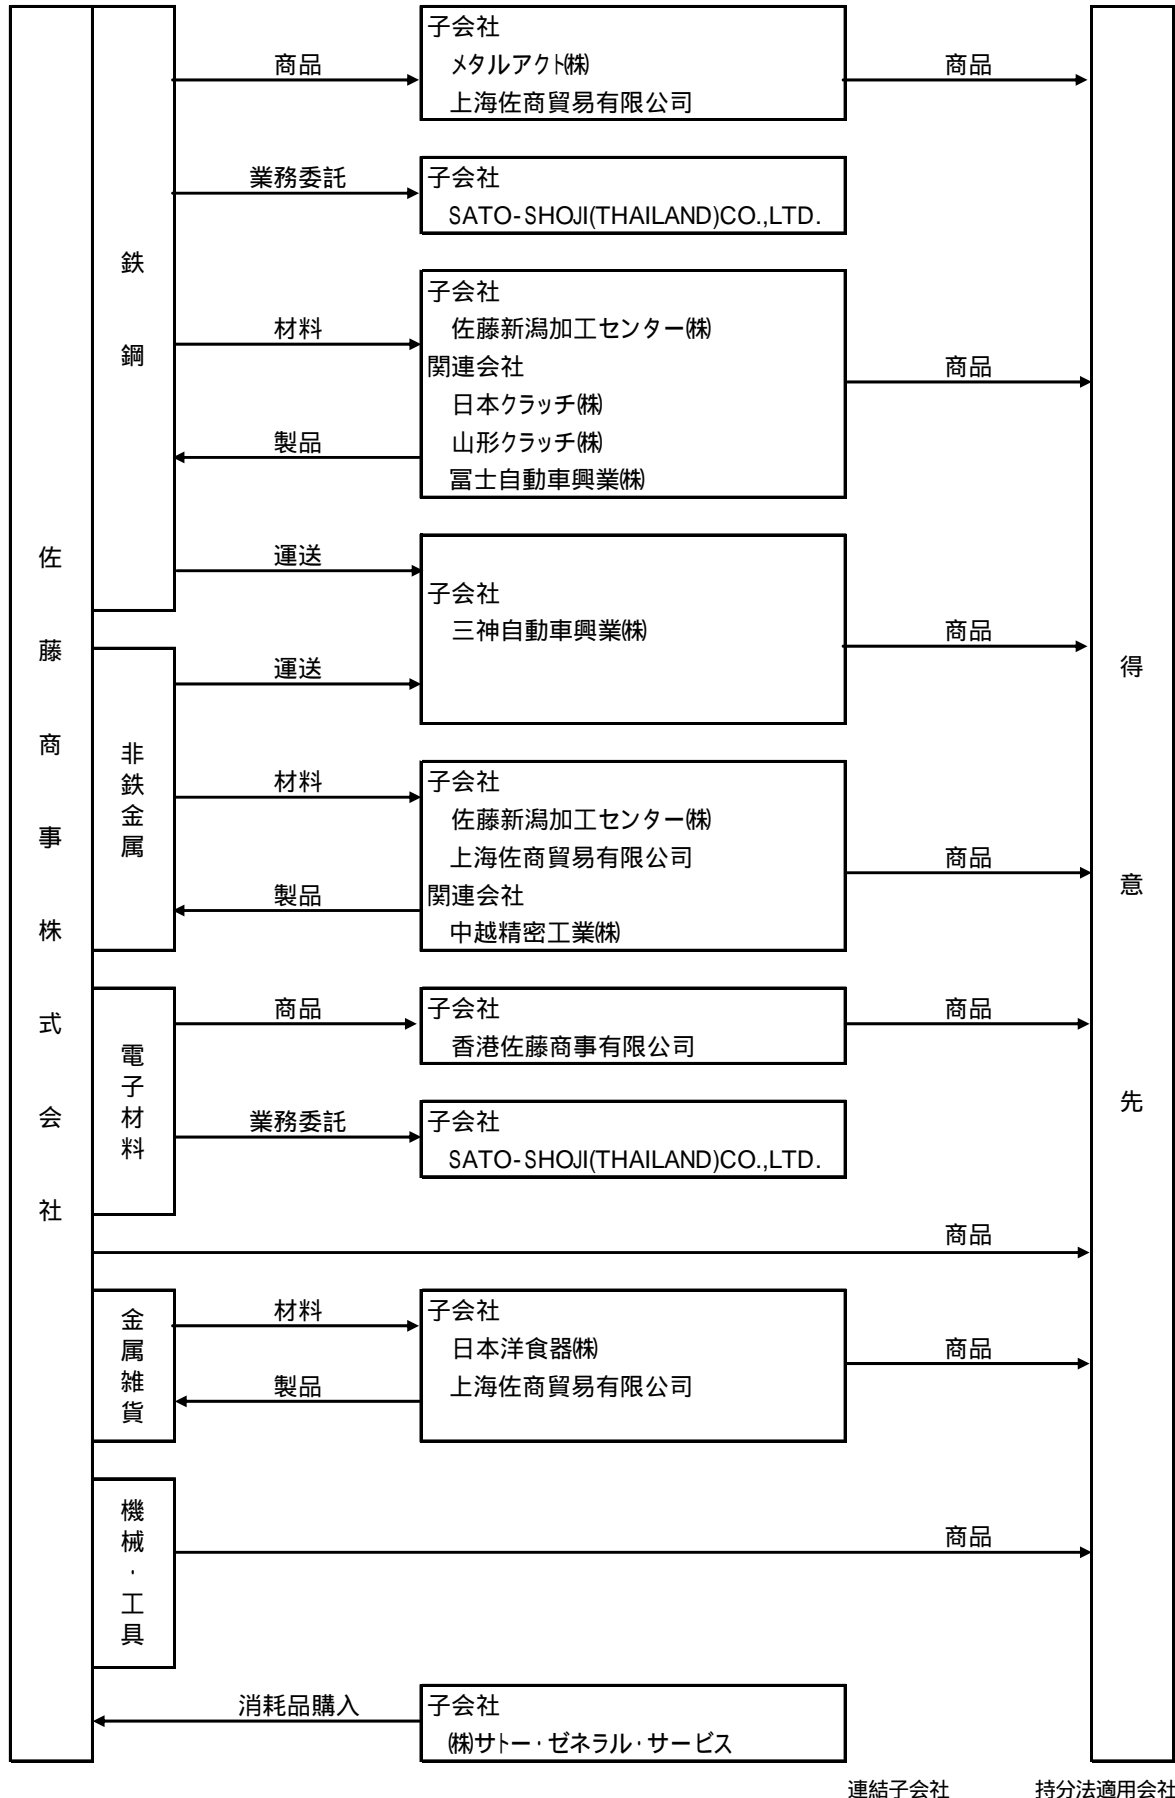 佐藤商事株式会社
鉄鋼
商品
子会社
メタルアクト㈱
上海佐商貿易有限公司
商品
業務委託
子会社
SATO-SHOJI(THAILAND)CO.,LTD.
材料
製品
子会社
佐藤新潟加工センター㈱
関連会社
日本クラッチ㈱
山形クラッチ㈱
冨士自動車興業㈱
商品
運送
子会社
三神自動車興業㈱
商品
非鉄金属
運送
材料
製品
子会社
佐藤新潟加工センター㈱
上海佐商貿易有限公司
関連会社
中越精密工業㈱
商品
電子材料
商品
子会社
香港佐藤商事有限公司
商品
業務委託
子会社
SATO-SHOJI(THAILAND)CO.,LTD.
商品
金属雑貨
材料
製品
子会社
日本洋食器㈱
上海佐商貿易有限公司
商品
機械・工具
商品
消耗品購入
子会社
㈱サトー・ゼネラル・サービス
得意先
連結子会社
持分法適用会社